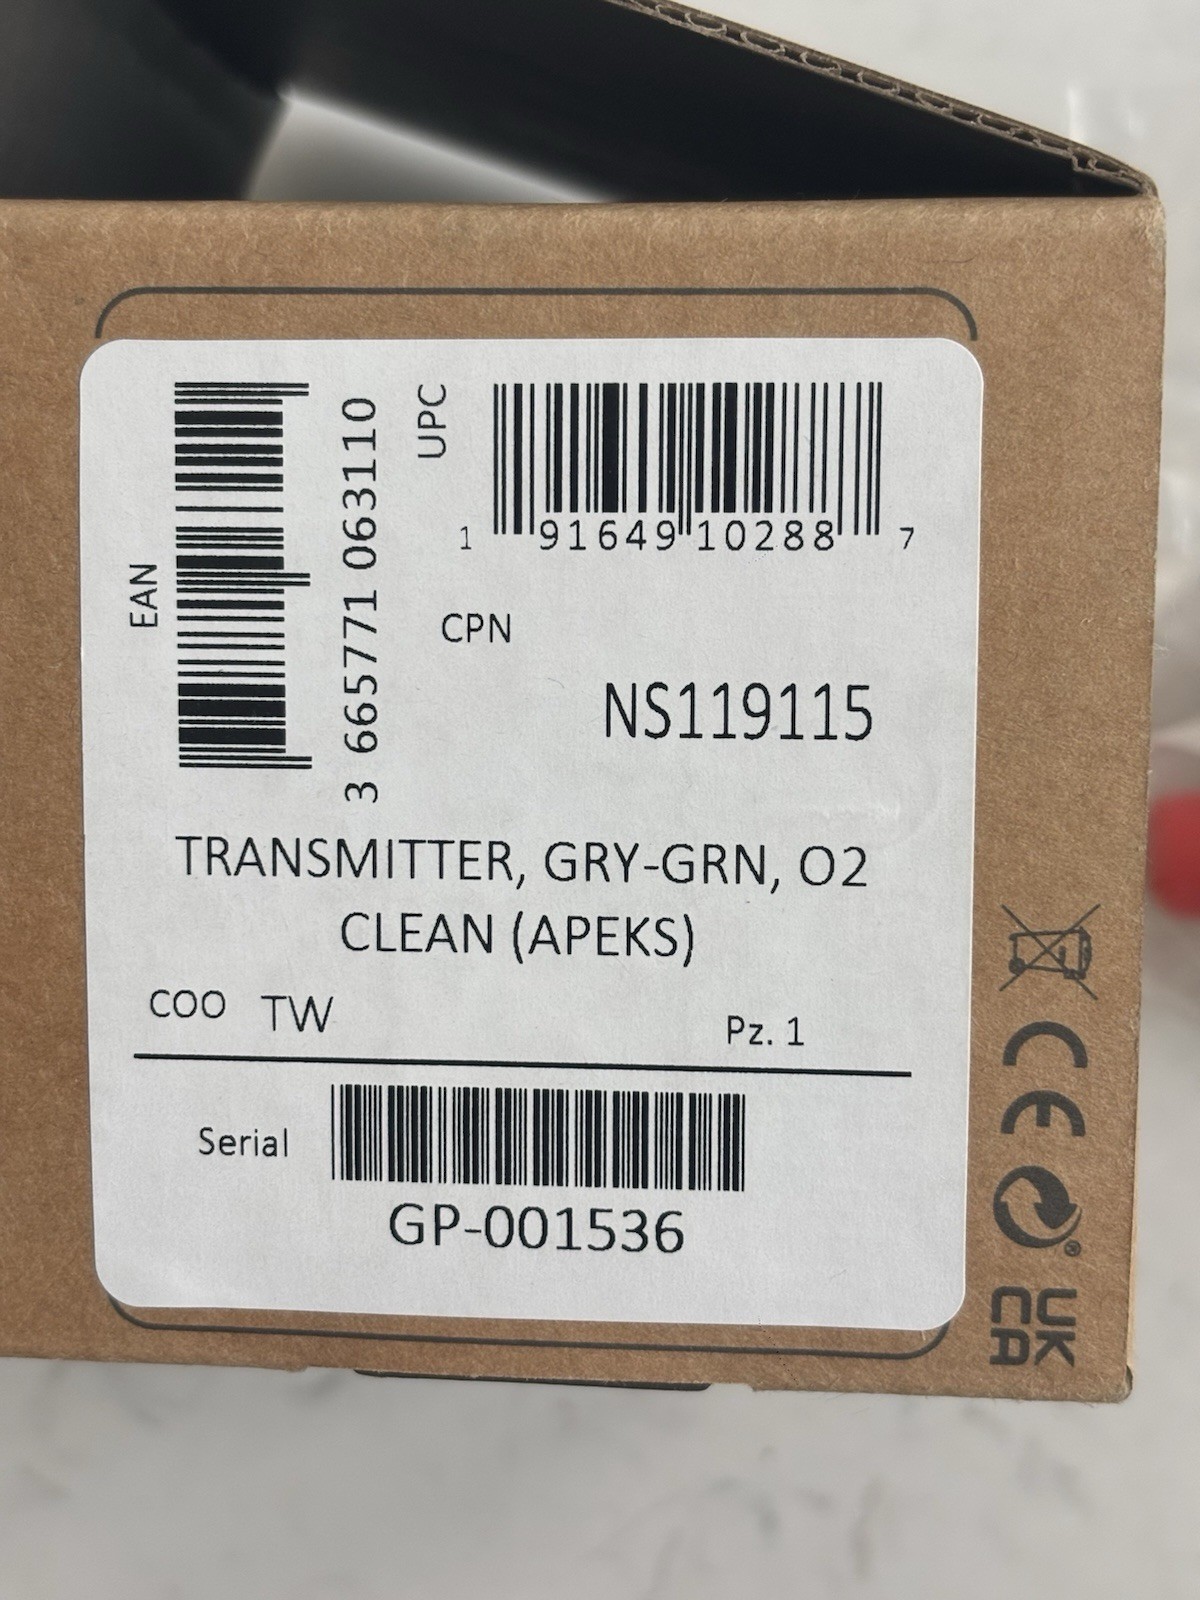 EAN
3 665771 063110
UPC
1 91649 10288 7
CPN
NS119115
TRANSMITTER, GRY-GRN, O2
CLEAN (APEKS)
COO TW
Pz. 1
Serial
GP-001536
CE
UK
CA